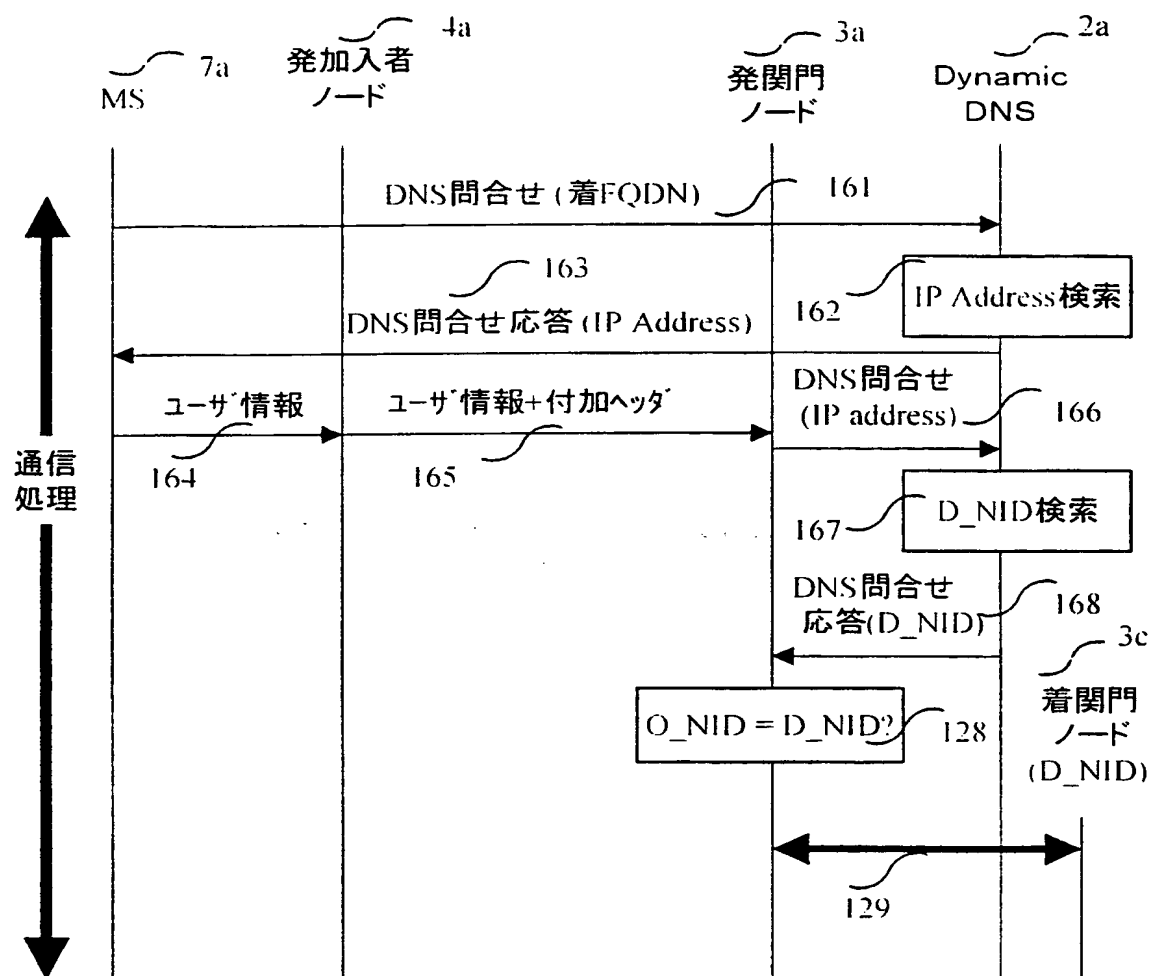 4a
3a
2a
7a
発加入者
ノード
発関門
ノード
Dynamic
DNS
MS
DNS問合せ (着FQDN)
161
163
162
IP Address検索
DNS問合せ応答 (IP Address)
DNS問合せ
(IP address)
166
ユーザ情報
ユーザ情報+付加ヘッダ
164
165
通信
処理
167
D_NID検索
DNS問合せ
応答(D_NID)
168
3c
着関門
ノード
(D_NID)
O_NID = D_NID?
128
129